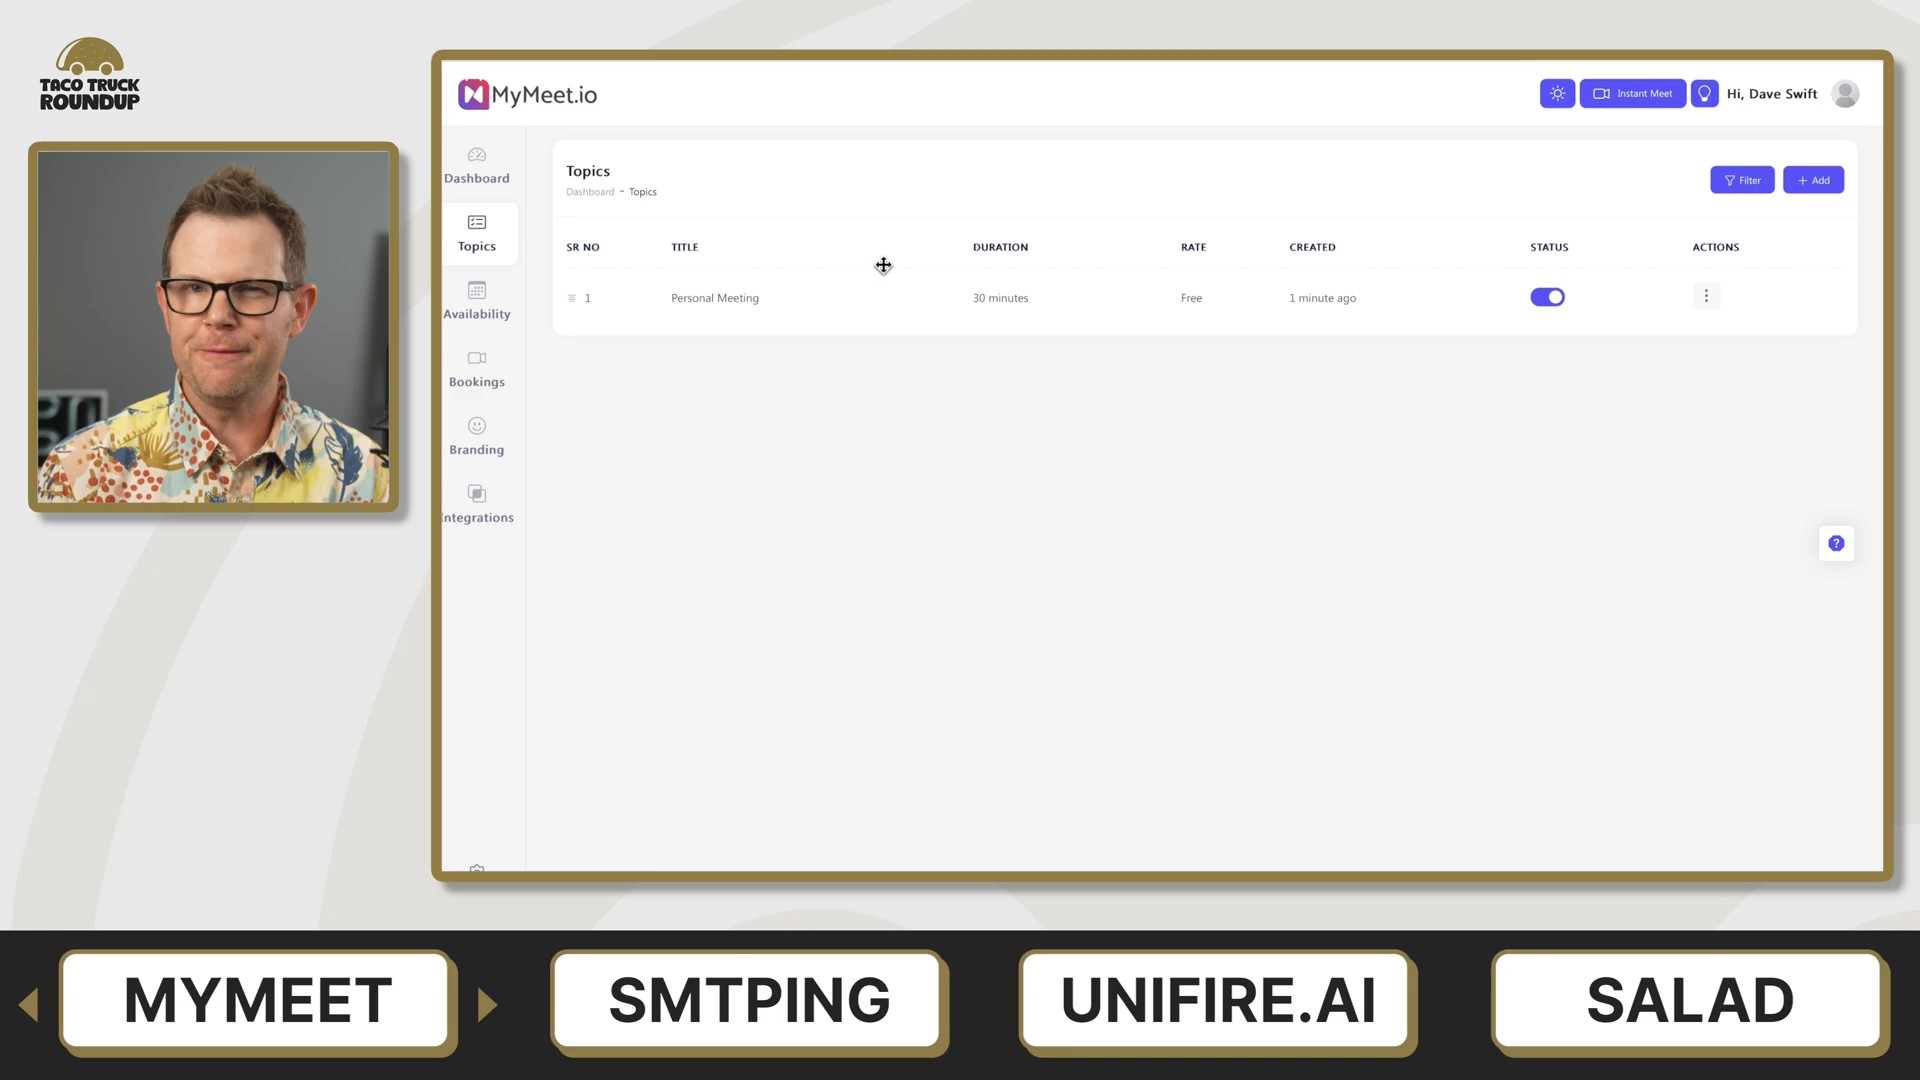 TACO TRUCK
ROUNDUP
MyMeet.io
Instant Meet
Hi, Dave Swift
Dashboard
Topics
Availability
Bookings
Branding
Integrations
Topics
Dashboard - Topics
Filter
+ Add
SR NO TITLE DURATION RATE CREATED STATUS ACTIONS
1 Personal Meeting 30 minutes Free 1 minute ago
?
MYMEET SMTPING UNIFIRE.AI SALAD